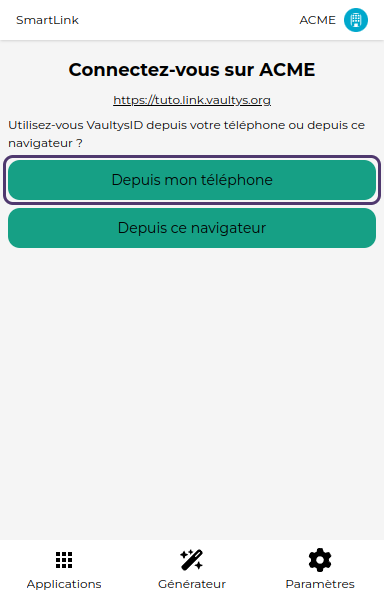 SmartLink
ACME
Connectez-vous sur ACME
https://tuto.link.vaultys.org
Utilisez-vous VaultysID depuis votre téléphone ou depuis ce
navigateur ?
Depuis mon téléphone
Depuis ce navigateur
Applications
Générateur
Paramètres